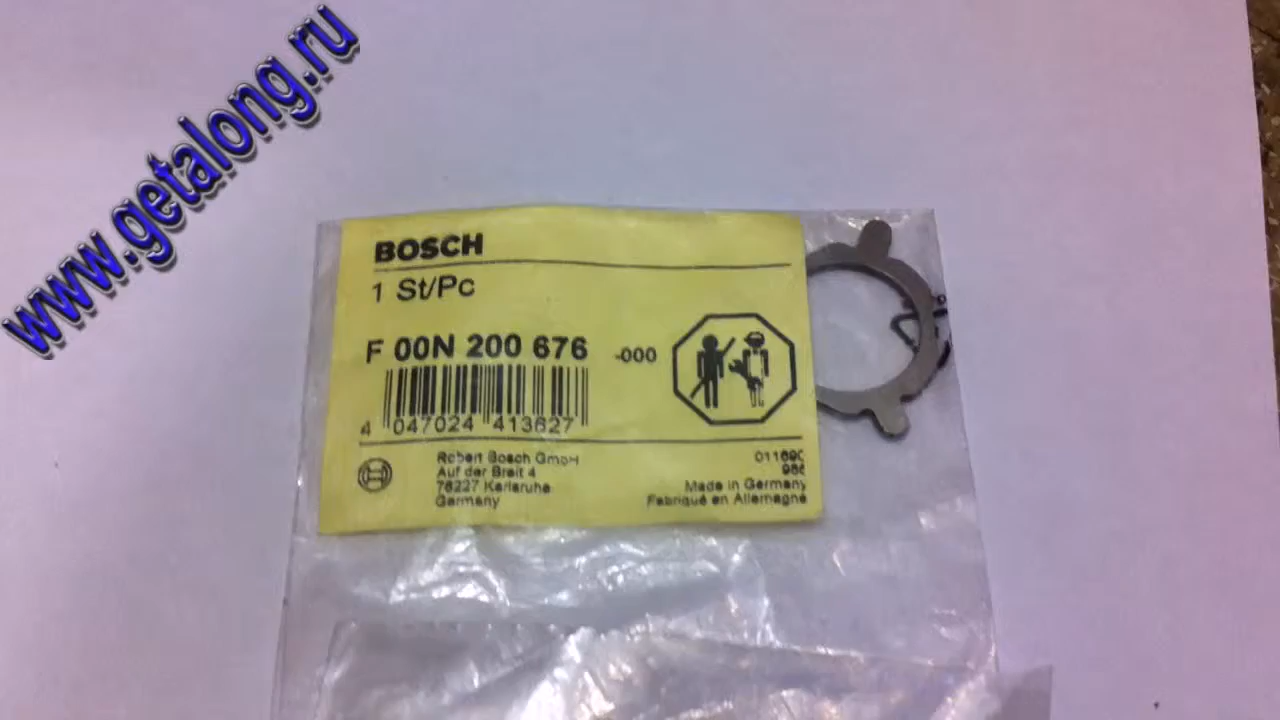 www.getalong.ru
BOSCH
1 St/Pc
F 00N 200 676 -000
4 047024 413627
Robert Bosch GmbH
Auf der Breit 4
76227 Karlsruhe
Germany
Made in Germany
Fabriqué en Allemagne